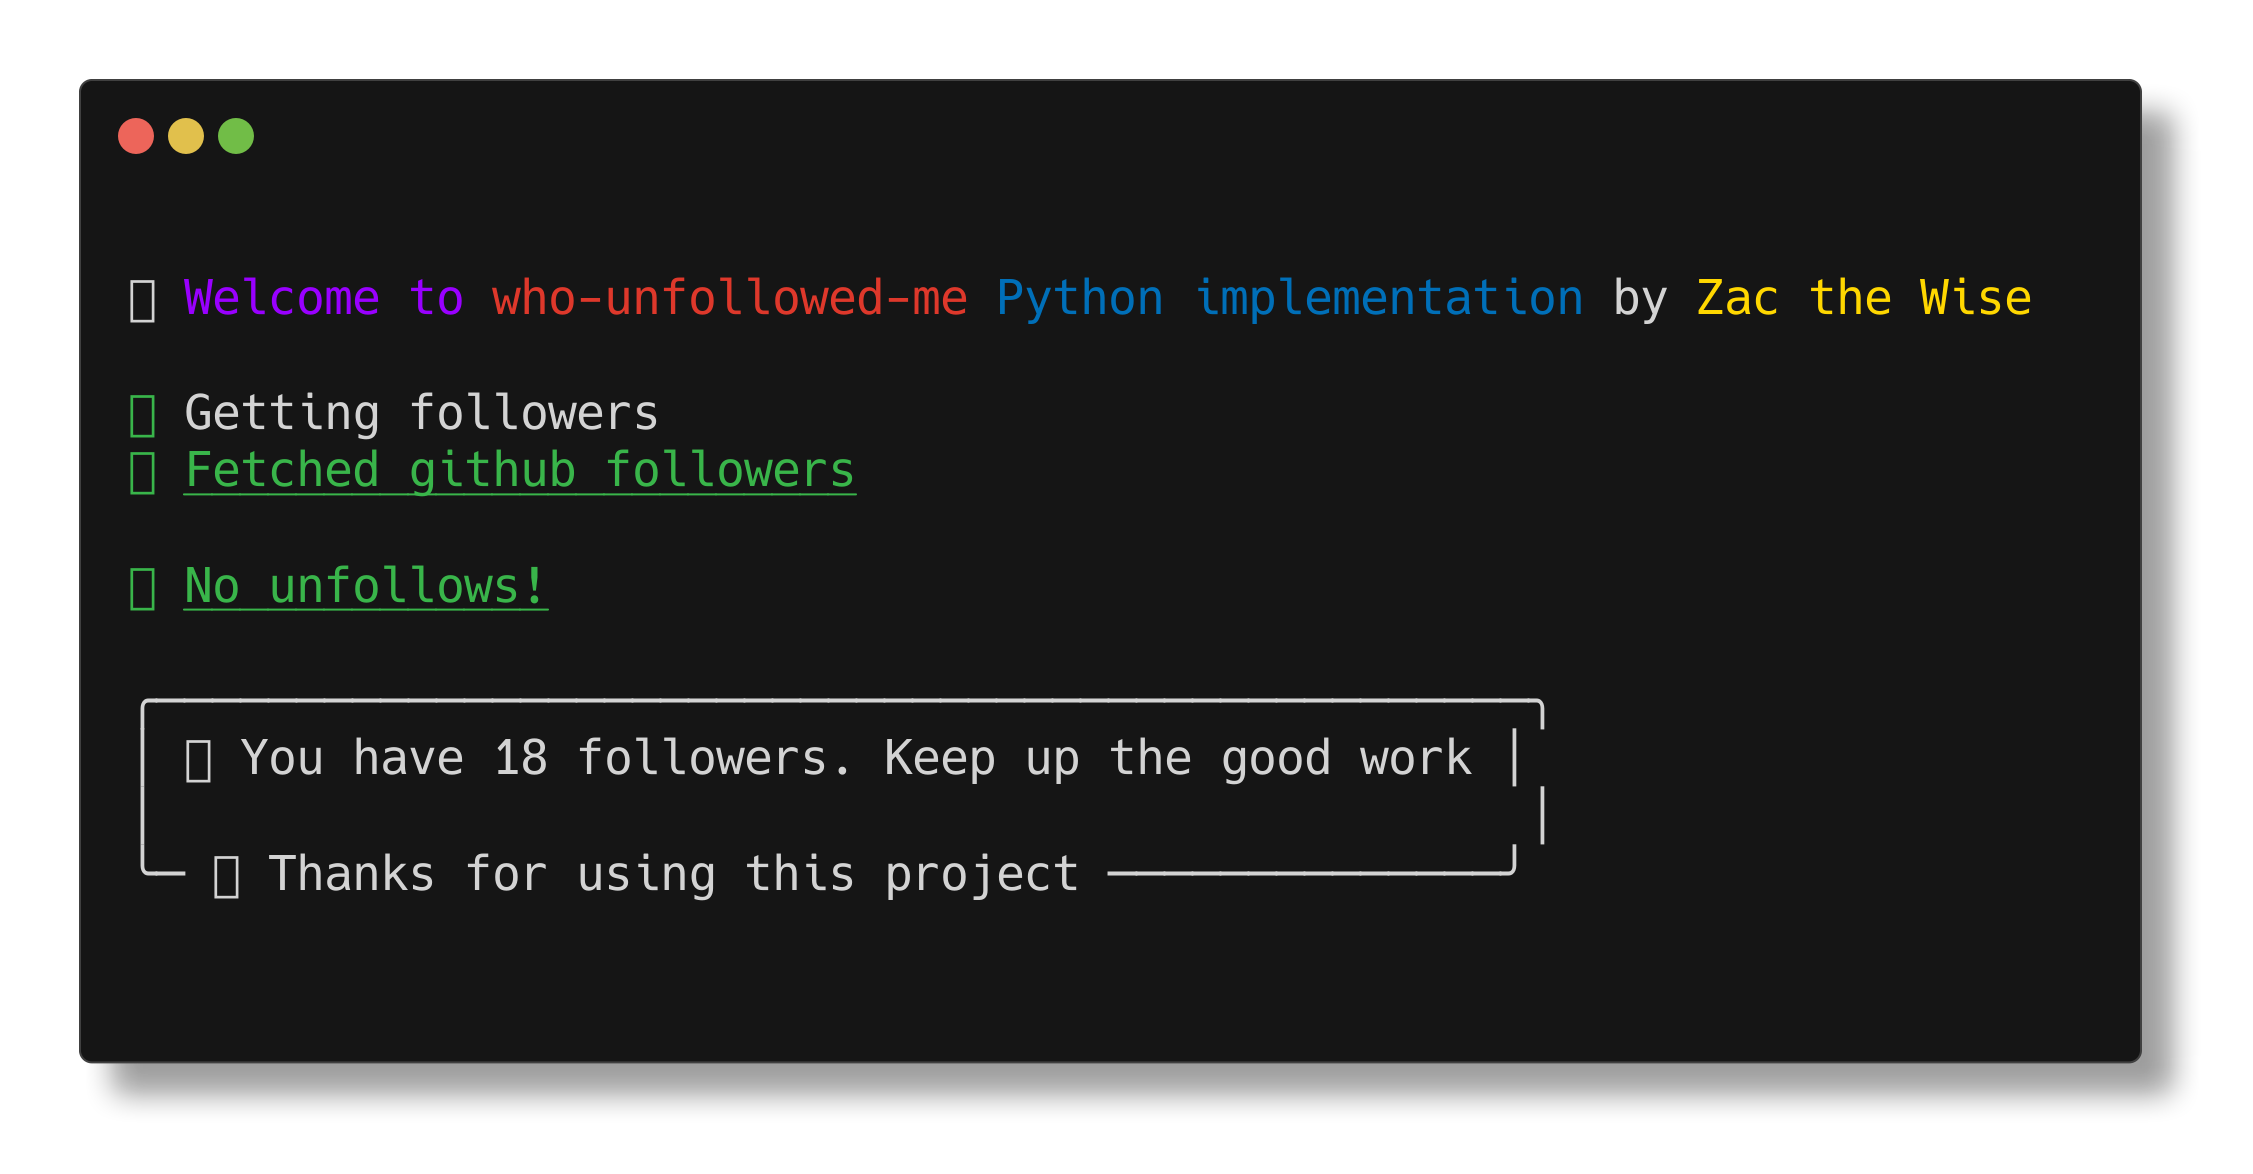 Welcome to who-unfollowed-me Python implementation by Zac the Wise
Getting followers
Fetched github followers
No unfollows!
You have 18 followers. Keep up the good work
Thanks for using this project